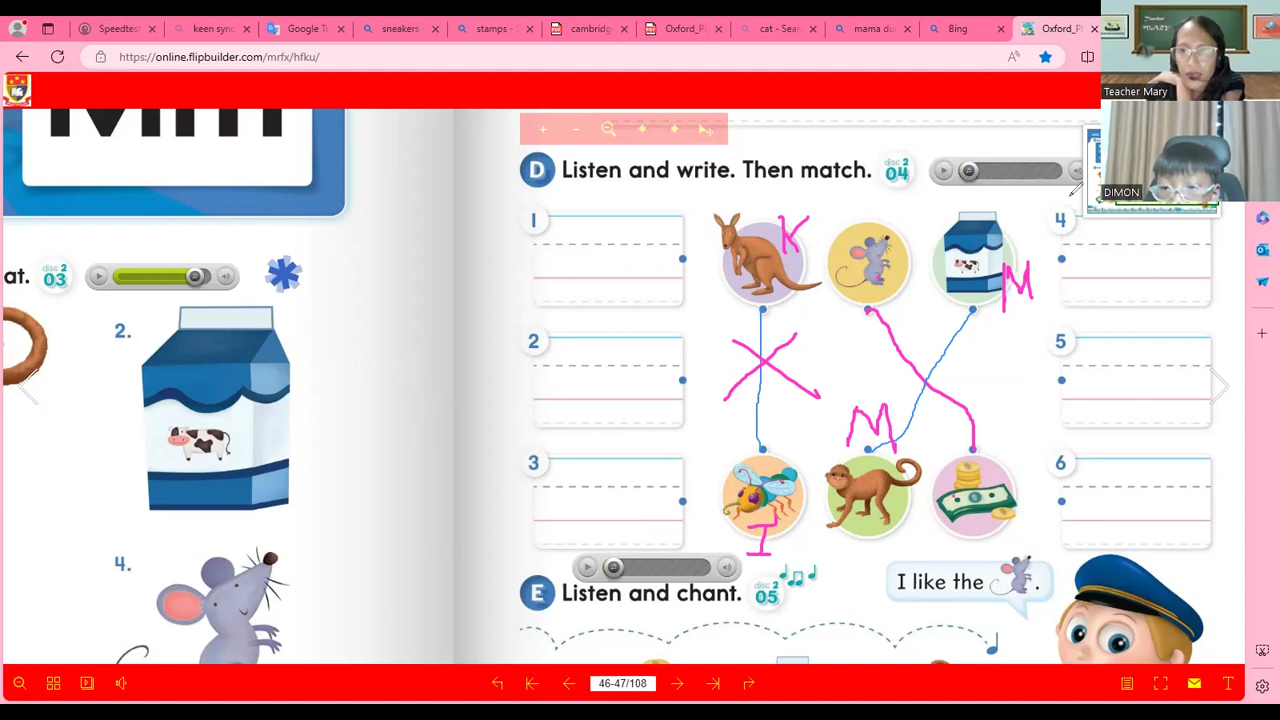 Speedtes
keen sync
Google Tr
sneakers
stamps -
cambridg
Oxford_Pl
cat - Sear
mama du
Bing
Oxford_Pl
https://online.flipbuilder.com/mrfx/hfku/
Teacher Mary
DiMON
Mm
at. disc 2 03
2.
4.
D Listen and write. Then match. disc 2 04
1
2
3
4
5
6
K
M
M
I
E Listen and chant. disc 2 05
I like the .
46-47/108